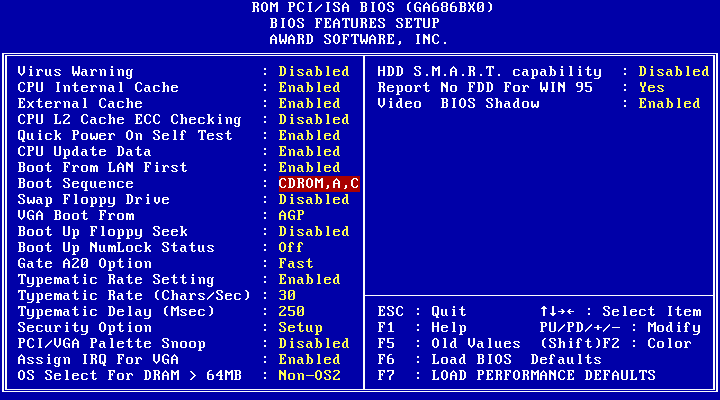 ROM PCI/ISA BIOS (GA686BX0)
BIOS FEATURES SETUP
AWARD SOFTWARE, INC.
Virus Warning : Disabled
CPU Internal Cache : Enabled
External Cache : Enabled
CPU L2 Cache ECC Checking : Disabled
Quick Power On Self Test : Enabled
CPU Update Data : Enabled
Boot From LAN First : Enabled
Boot Sequence : CDROM,A,C
Swap Floppy Drive : Disabled
VGA Boot From : AGP
Boot Up Floppy Seek : Disabled
Boot Up NumLock Status : Off
Gate A20 Option : Fast
Typematic Rate Setting : Enabled
Typematic Rate (Chars/Sec) : 30
Typematic Delay (Msec) : 250
Security Option : Setup
PCI/VGA Palette Snoop : Disabled
Assign IRQ For VGA : Enabled
OS Select For DRAM > 64MB : Non-OS2
HDD S.M.A.R.T. capability : Disabled
Report No FDD For WIN 95 : Yes
Video BIOS Shadow : Enabled
ESC : Quit ↑↓→← : Select Item
F1 : Help PU/PD/+/- : Modify
F5 : Old Values (Shift)F2 : Color
F6 : Load BIOS Defaults
F7 : LOAD PERFORMANCE DEFAULTS